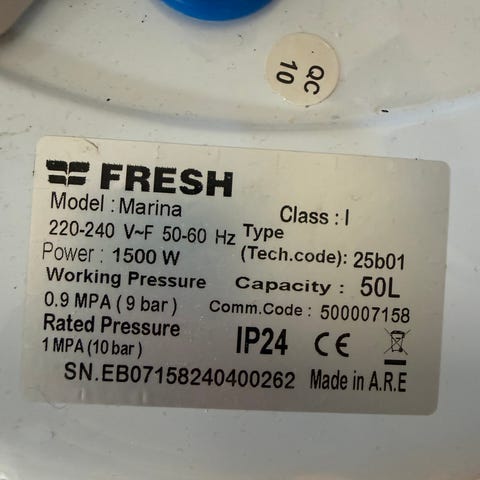 QC
10
FRESH
Model : Marina
Class : I
220-240 V~F 50-60 Hz Type
Power : 1500 W
(Tech.code): 25b01
Working Pressure
Capacity : 50L
0.9 MPA ( 9 bar )
Comm.Code : 500007158
Rated Pressure
1 MPA (10 bar )
IP24 CE
SN.EB07158240400262 Made in A.R.E